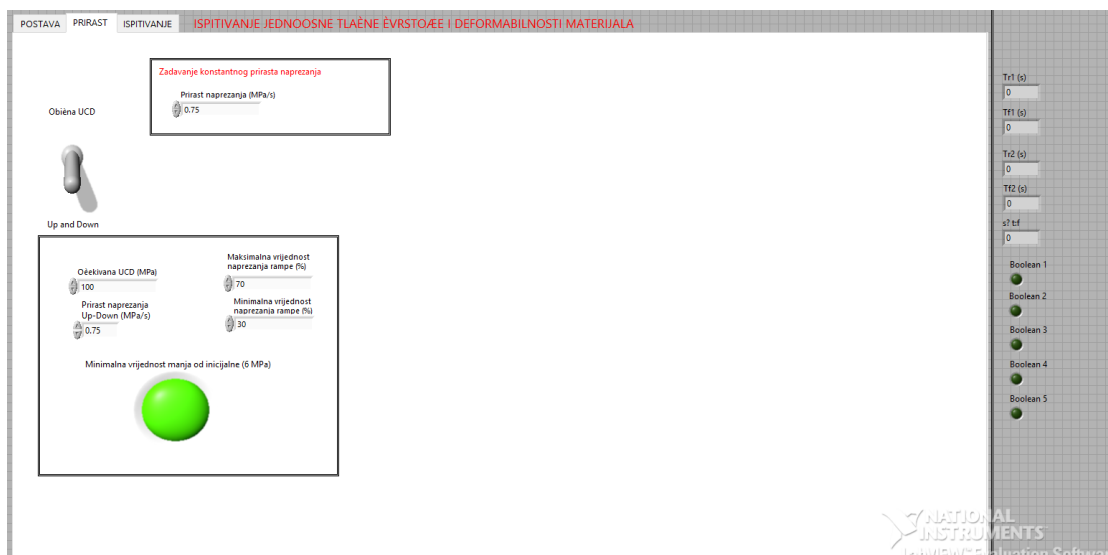 POSTAVA PRIRAST ISPITIVANJE ISPITIVANJE JEDNOOSNE TLAÈNE ÈVRSTOÆE I DEFORMABILNOSTI MATERIJALA
Zadavanje konstantnog prirasta naprezanja
Prirast naprezanja (MPa/s)
0.75
Obièna UCD
Up and Down
Oèekivana UCD (MPa)
100
Prirast naprezanja
Up-Down (MPa/s)
0.75
Maksimalna vrijednost
naprezanja rampe (%)
70
Minimalna vrijednost
naprezanja rampe (%)
30
Minimalna vrijednost manja od inicijalne (6 MPa)
Tr1 (s)
0
Tf1 (s)
0
Tr2 (s)
0
Tf2 (s)
0
s? t:f
0
Boolean 1
Boolean 2
Boolean 3
Boolean 4
Boolean 5
NATIONAL
INSTRUMENTS
LabVIEW™ Evaluation Software